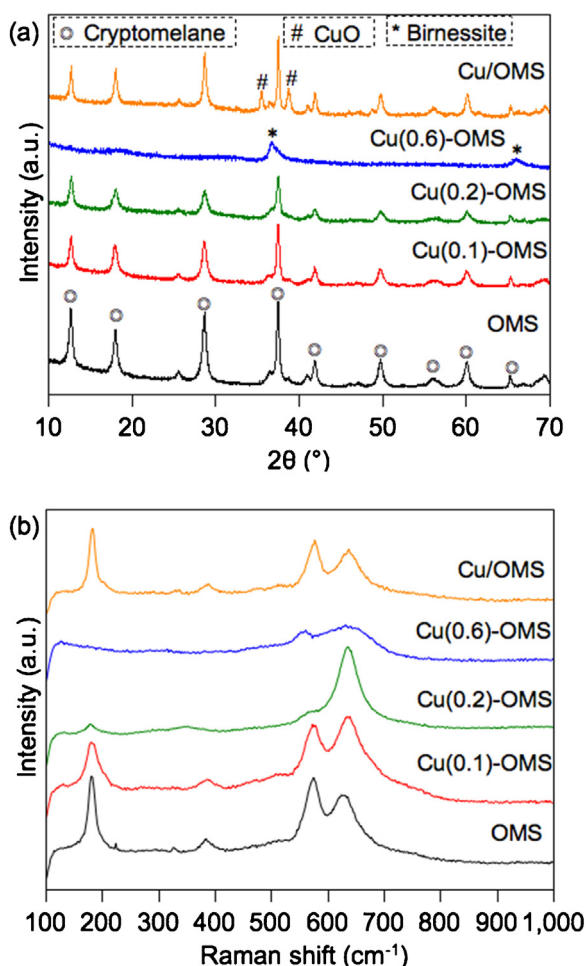 (a)
◎ Cryptomelane
# CuO
* Birnessite
# #
Cu/OMS
* *
Cu(0.6)-OMS
Cu(0.2)-OMS
Cu(0.1)-OMS
OMS
Intensity (a.u.)
10 20 30 40 50 60 70
2θ (°)
(b)
Cu/OMS
Cu(0.6)-OMS
Cu(0.2)-OMS
Cu(0.1)-OMS
OMS
Intensity (a.u.)
100 200 300 400 500 600 700 800 900 1,000
Raman shift (cm⁻¹)